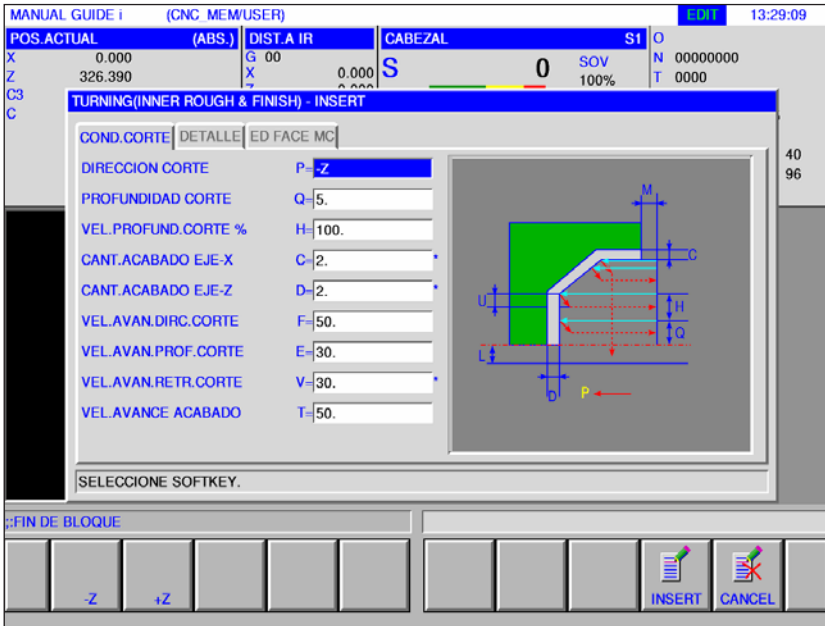 MANUAL GUIDE i (CNC_MEM/USER) EDIT 13:29:09
POS.ACTUAL (ABS.) DIST.A IR CABEZAL S1 O
X 0.000 G 00 S 0 SOV 100% N 00000000
Z 326.390 X 0.000 T 0000
C3 Z 0.000
C
TURNING(INNER ROUGH & FINISH) - INSERT
COND.CORTE DETALLE ED FACE MC
DIRECCION CORTE P=-Z
PROFUNDIDAD CORTE Q=5.
VEL.PROFUND.CORTE % H=100.
CANT.ACABADO EJE-X C=2. *
CANT.ACABADO EJE-Z D=2. *
VEL.AVAN.DIRC.CORTE F=50.
VEL.AVAN.PROF.CORTE E=30.
VEL.AVAN.RETR.CORTE V=30. *
VEL.AVANCE ACABADO T=50.
M
C
U
H
Q
L
D
P
40
96
SELECCIONE SOFTKEY.
;:FIN DE BLOQUE
-Z +Z INSERT CANCEL